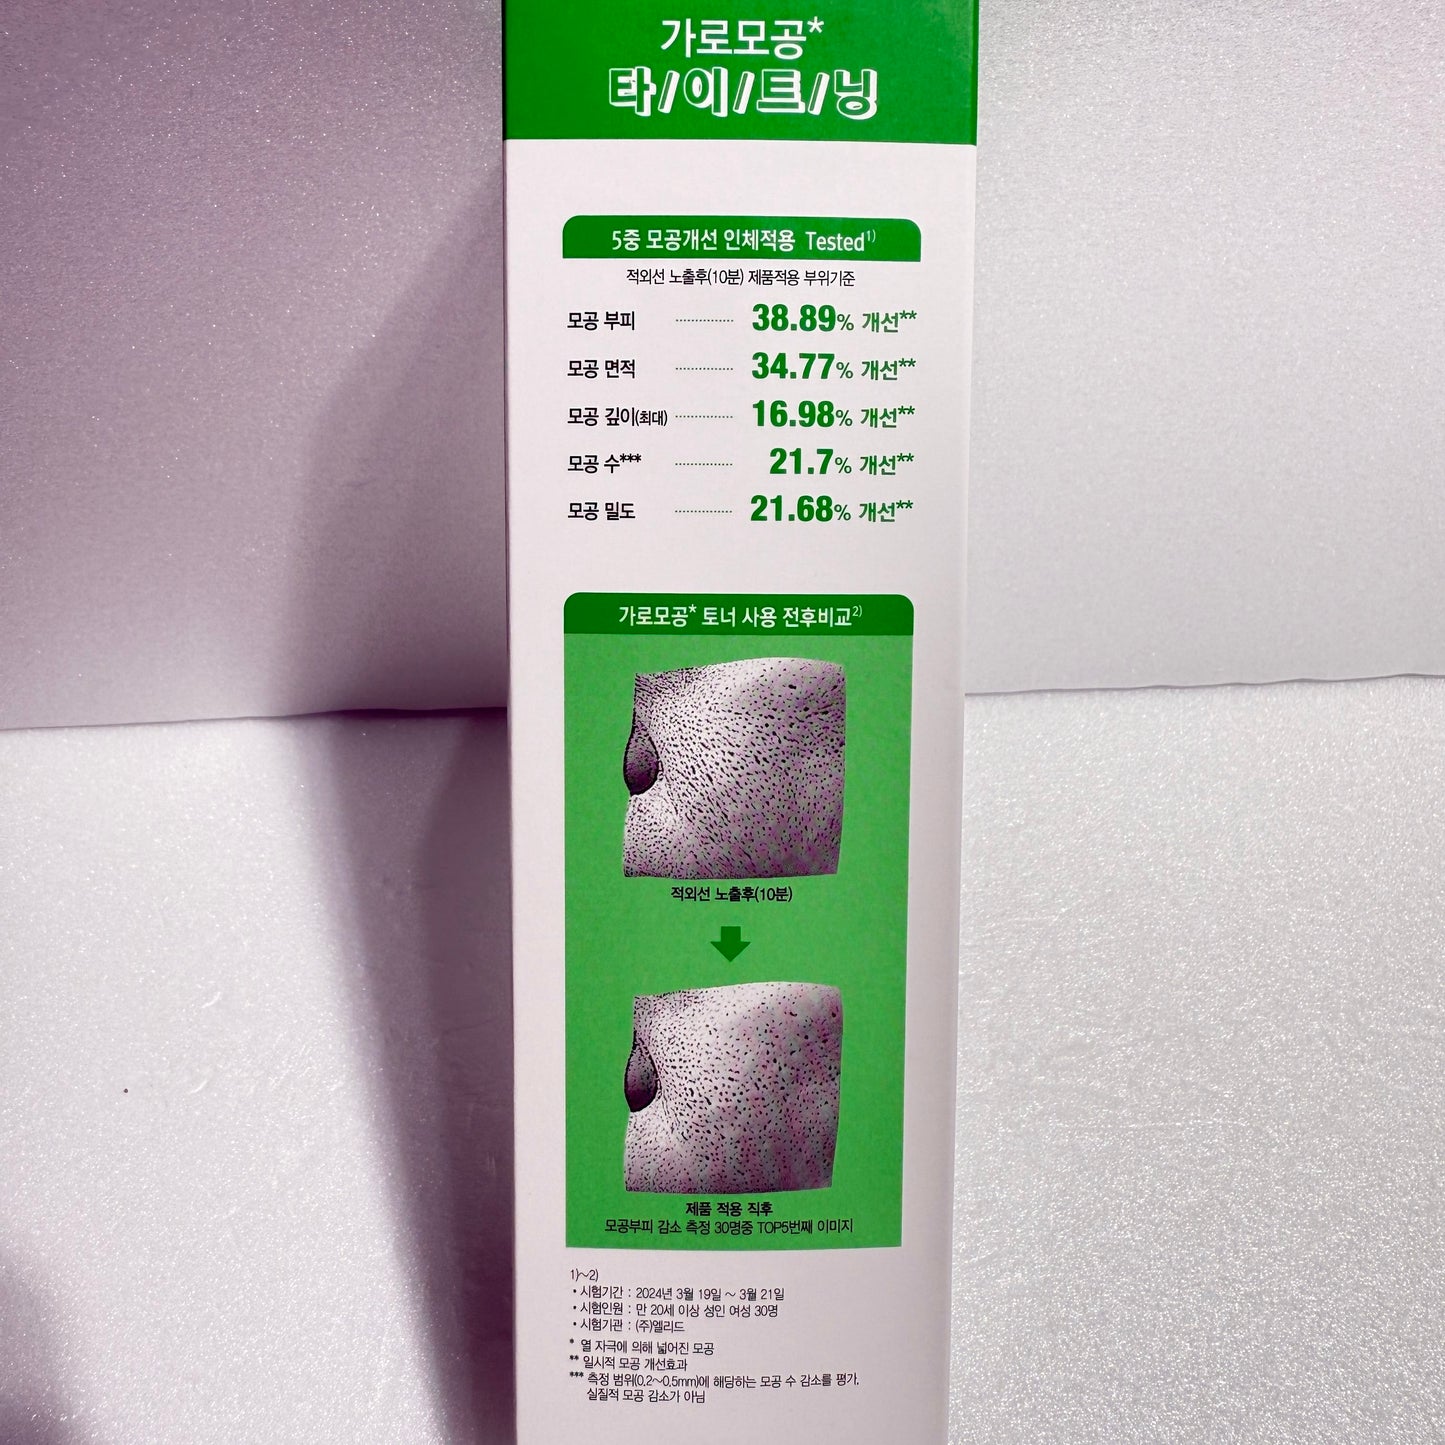 가로모공*
타/이/트/닝
5중 모공개선 인체적용 Tested1)
적외선 노출후(10분) 제품적용 부위기준
모공 부피 38.89% 개선**
모공 면적 34.77% 개선**
모공 깊이(최대) 16.98% 개선**
모공 수*** 21.7% 개선**
모공 밀도 21.68% 개선**
가로모공* 토너 사용 전후비교2)
적외선 노출후(10분)
제품 적용 직후
모공부피 감소 측정 30명중 TOP5번째 이미지
1)~2)
• 시험기간 : 2024년 3월 19일 ~ 3월 21일
• 시험인원 : 만 20세 이상 성인 여성 30명
• 시험기관 : (주)엘리드
* 열 자극에 의해 넓어진 모공
** 일시적 모공 개선효과
*** 측정 범위(0.2~0.5mm)에 해당하는 모공 수 감소를 평가,
실질적 모공 감소가 아님